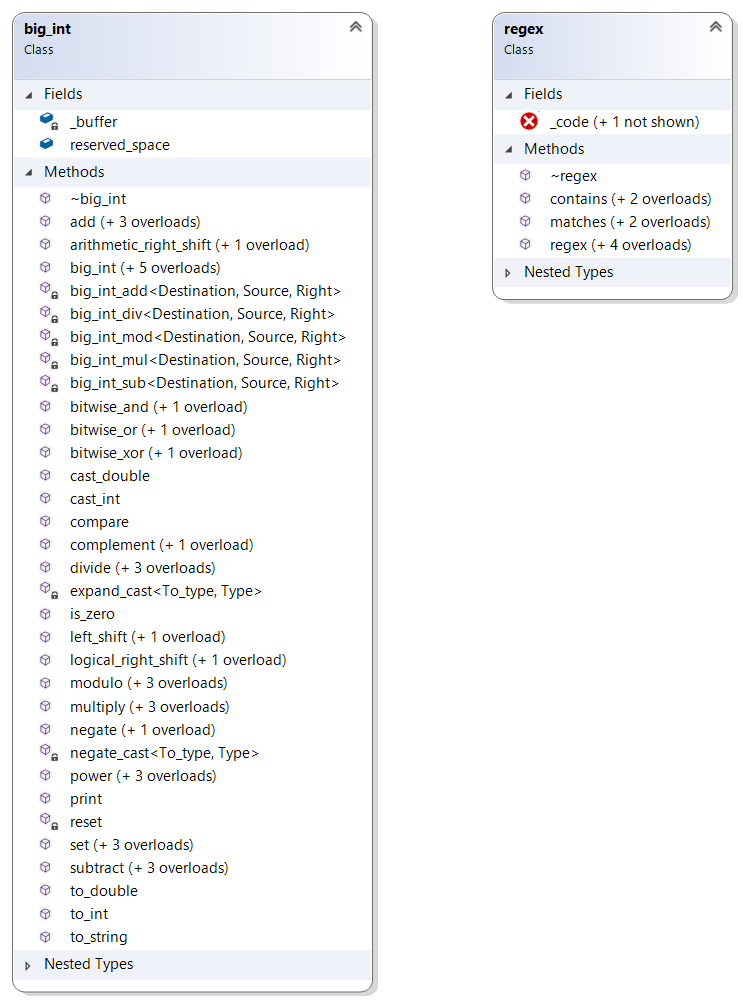 big_int
Class
Fields
_buffer
reserved_space
Methods
~big_int
add (+ 3 overloads)
arithmetic_right_shift (+ 1 overload)
big_int (+ 5 overloads)
big_int_add<Destination, Source, Right>
big_int_div<Destination, Source, Right>
big_int_mod<Destination, Source, Right>
big_int_mul<Destination, Source, Right>
big_int_sub<Destination, Source, Right>
bitwise_and (+ 1 overload)
bitwise_or (+ 1 overload)
bitwise_xor (+ 1 overload)
cast_double
cast_int
compare
complement (+ 1 overload)
divide (+ 3 overloads)
expand_cast<To_type, Type>
is_zero
left_shift (+ 1 overload)
logical_right_shift (+ 1 overload)
modulo (+ 3 overloads)
multiply (+ 3 overloads)
negate (+ 1 overload)
negate_cast<To_type, Type>
power (+ 3 overloads)
print
reset
set (+ 3 overloads)
subtract (+ 3 overloads)
to_double
to_int
to_string
Nested Types
regex
Class
Fields
_code (+ 1 not shown)
Methods
~regex
contains (+ 2 overloads)
matches (+ 2 overloads)
regex (+ 4 overloads)
Nested Types